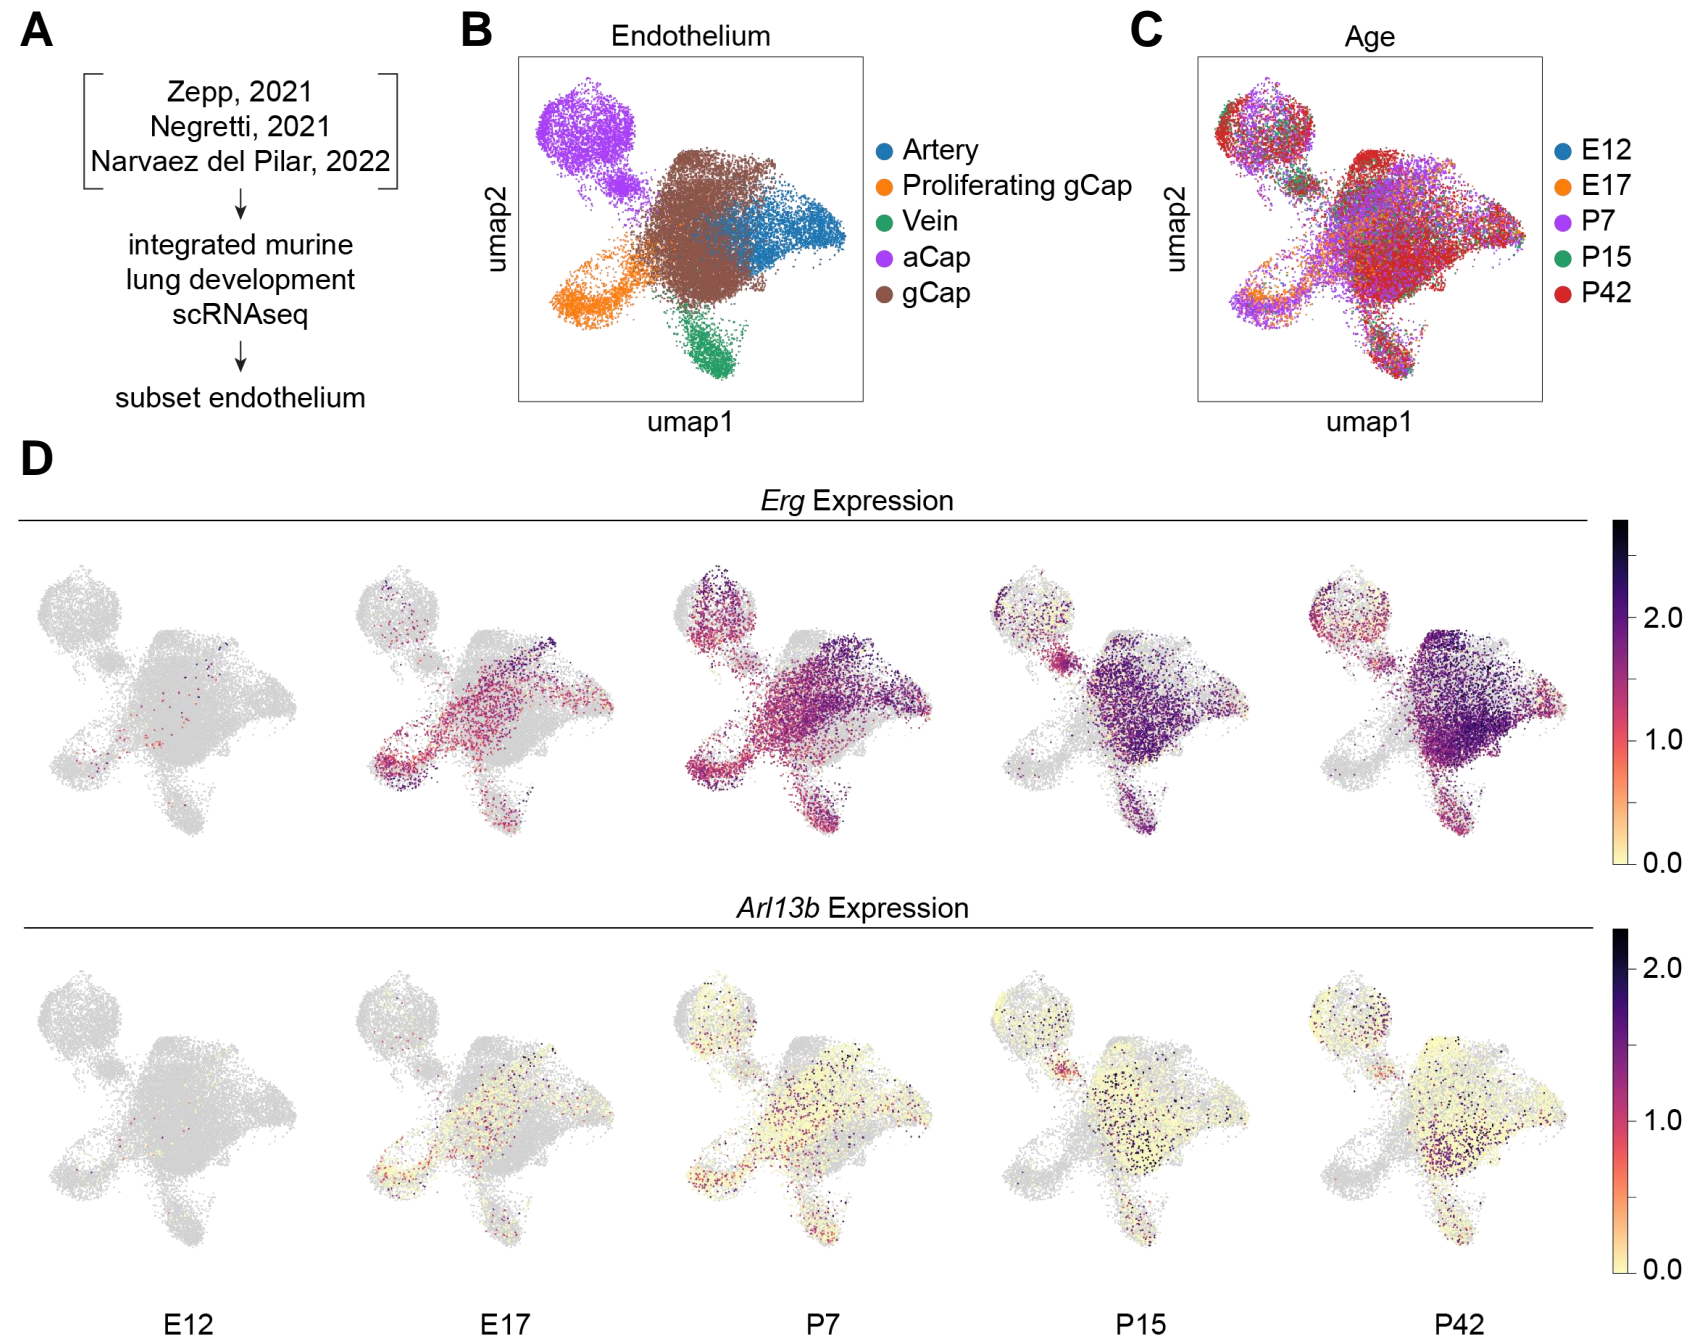 A
Zepp, 2021
Negretti, 2021
Narvaez del Pilar, 2022
integrated murine
lung development
scRNAseq
subset endothelium
B
Endothelium
umap2
umap1
Artery
Proliferating gCap
Vein
aCap
gCap
C
Age
umap2
umap1
E12
E17
P7
P15
P42
D
Erg Expression
2.0
1.0
0.0
Arl13b Expression
2.0
1.0
0.0
E12
E17
P7
P15
P42